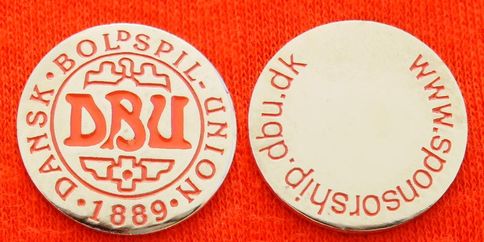 DANSK · BOLDSPIL-UNION · 1889 ·
DBU
www.sponsorship.dbu.dk